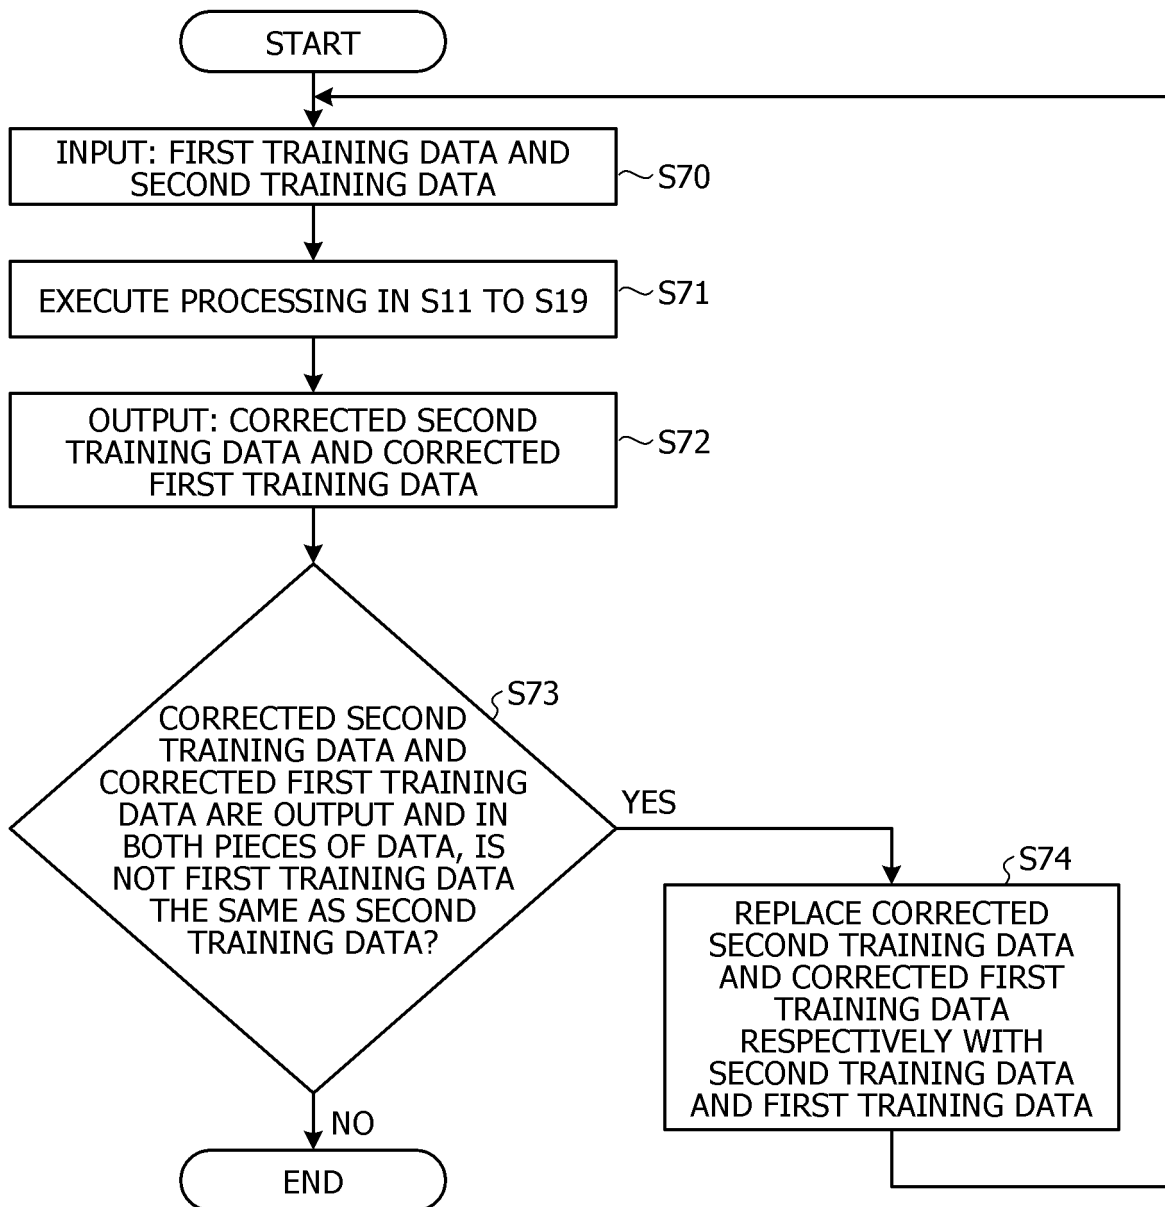 START
INPUT: FIRST TRAINING DATA AND
SECOND TRAINING DATA
S70
EXECUTE PROCESSING IN S11 TO S19
S71
OUTPUT: CORRECTED SECOND
TRAINING DATA AND CORRECTED
FIRST TRAINING DATA
S72
S73
CORRECTED SECOND
TRAINING DATA AND
CORRECTED FIRST TRAINING
DATA ARE OUTPUT AND IN
BOTH PIECES OF DATA, IS
NOT FIRST TRAINING DATA
THE SAME AS SECOND
TRAINING DATA?
YES
S74
REPLACE CORRECTED
SECOND TRAINING DATA
AND CORRECTED FIRST
TRAINING DATA
RESPECTIVELY WITH
SECOND TRAINING DATA
AND FIRST TRAINING DATA
NO
END